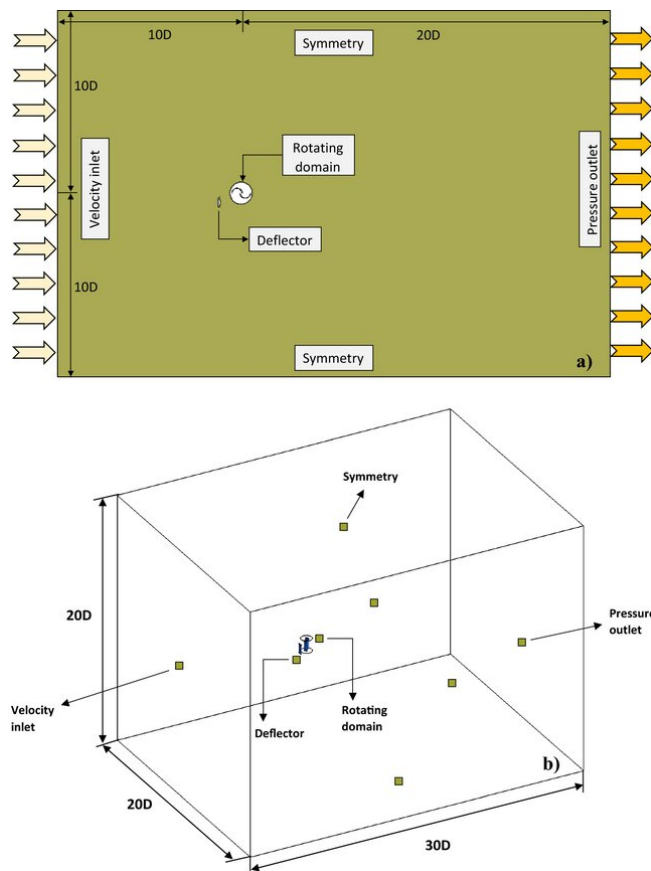 10D
20D
Symmetry
10D
Velocity inlet
Rotating
domain
Pressure outlet
Deflector
10D
Symmetry
a)
Symmetry
20D
Pressure
outlet
Velocity
inlet
Deflector
Rotating
domain
b)
20D
30D